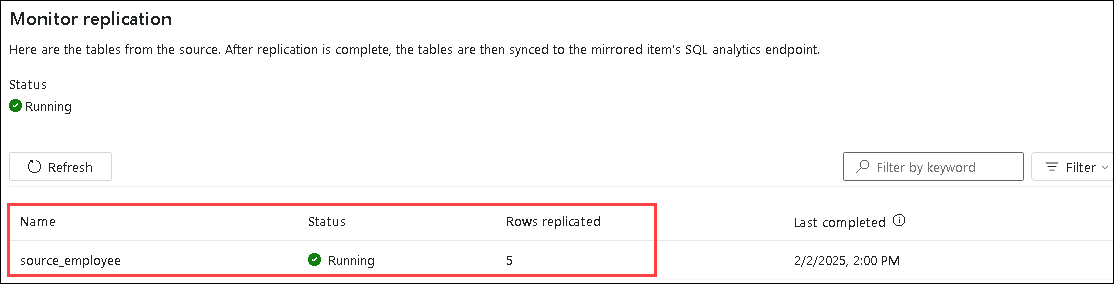 Monitor replication
Here are the tables from the source. After replication is complete, the tables are then synced to the mirrored item's SQL analytics endpoint.
Status
Running
Refresh
Filter by keyword
Filter
Name Status Rows replicated Last completed
source_employee Running 5 2/2/2025, 2:00 PM